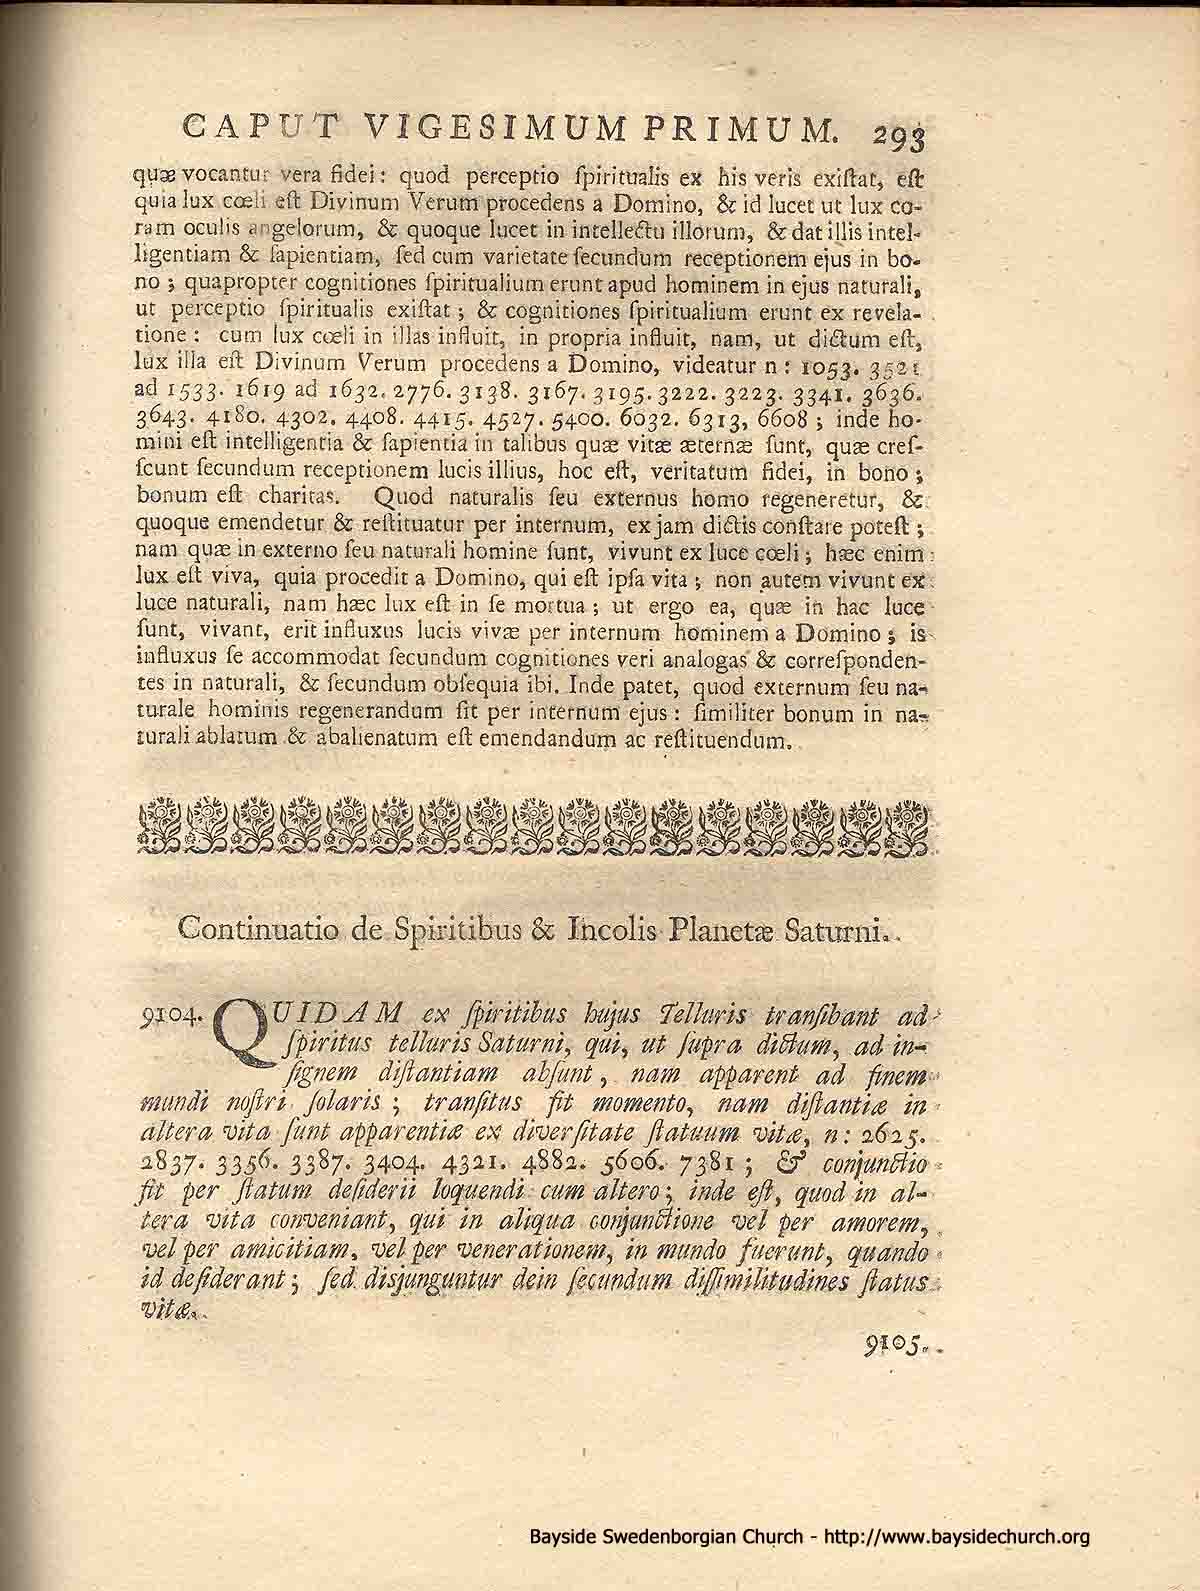 CAPUT VIGESIMUM PRIMUM. 293
quæ vocantur vera fidei: quod perceptio ſpiritualis ex his veris exiſtat, eſt
quia lux cœli eſt Divinum Verum procedens a Domino, & id lucet ut lux co-
ram oculis angelorum, & quoque lucet in intellectu illorum, & dat illis intel-
ligentiam & ſapientiam, ſed cum varietate ſecundum receptionem ejus in bo-
no; quapropter cognitiones ſpiritualium erunt apud hominem in ejus naturali,
ut perceptio ſpiritualis exiſtat; & cognitiones ſpiritualium erunt ex revela-
tione: cum lux cœli in illas influit, in propria influit, nam, ut dictum eſt,
lux illa eſt Divinum Verum procedens a Domino, videatur n: 1053. 3521
ad 1533. 1619 ad 1632. 2776. 3138. 3167. 3195. 3222. 3223. 3341. 3636.
3643. 4180. 4302. 4408. 4415. 4527. 5400. 6032. 6313, 6608; inde ho-
mini eſt intelligentia & ſapientia in talibus quæ vitæ æternæ ſunt, quæ creſ-
ſcunt ſecundum receptionem lucis illius, hoc eſt, veritatum fidei, in bono;
bonum eſt charitas. Quod naturalis ſeu externus homo regeneretur, &
quoque emendetur & reſtituatur per internum, ex jam dictis conſtare poteſt;
nam quæ in externo ſeu naturali homine ſunt, vivunt ex luce cœli; hæc enim
lux eſt viva, quia procedit a Domino, qui eſt ipſa vita; non autem vivunt ex
luce naturali, nam hæc lux eſt in ſe mortua; ut ergo ea, quæ in hac luce
ſunt, vivant, erit influxus lucis vivæ per internum hominem a Domino; is
influxus ſe accommodat ſecundum cognitiones veri analogas & correſponden-
tes in naturali, & ſecundum obſequia ibi. Inde patet, quod externum ſeu na-
turale hominis regenerandum ſit per internum ejus: ſimiliter bonum in na-
turali ablatum & abalienatum eſt emendandum ac reſtituendum.
Continuatio de Spiritibus & Incolis Planetæ Saturni.
9104. QUIDAM ex ſpiritibus hujus Telluris tranſibant ad
ſpiritus telluris Saturni, qui, ut ſupra dictum, ad in-
ſignem diſtantiam abſunt, nam apparent ad finem
mundi noſtri ſolaris; tranſitus fit momento, nam diſtantiæ in
altera vita ſunt apparentiæ ex diverſitate ſtatuum vitæ, n: 2625.
2837. 3356. 3387. 3404. 4321. 4882. 5606. 7381; & conjunctio
fit per ſtatum deſiderii loquendi cum altero; inde eſt, quod in al-
tera vita conveniant, qui in aliqua conjunctione vel per amorem,
vel per amicitiam, vel per venerationem, in mundo fuerunt, quando
id deſiderant; ſed disjunguntur dein ſecundum diſſimilitudines ſtatus
vitæ.
9105.
Bayside Swedenborgian Church - http://www.baysidechurch.org